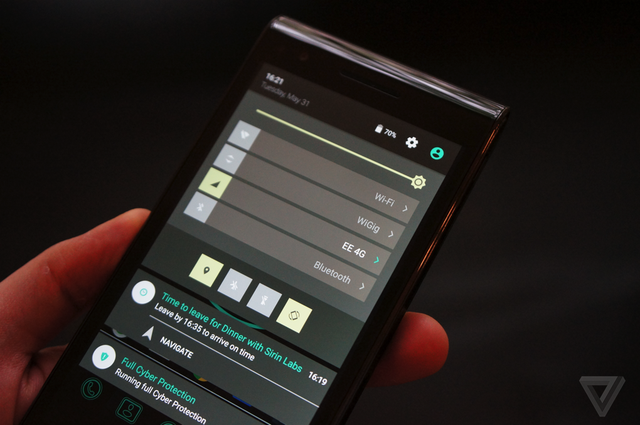 16:21
Tuesday, May 31
70%
Wi-Fi
WiGig
EE 4G
Bluetooth
Time to leave for Dinner with Sirin Labs
Leave by 16:35 to arrive on time
16:19
NAVIGATE
Full Cyber Protection
Running full Cyber Protection